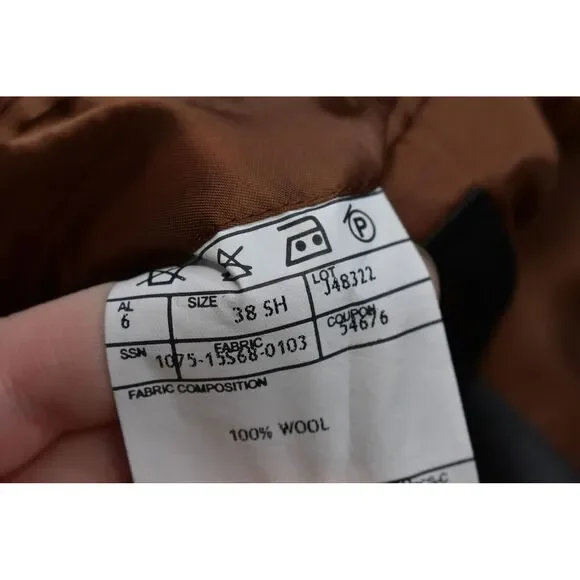 P
LOT
J48322
SIZE
38 SH
AL
6
COUPON
54676
SSN
FABRIC
1075-15S68-0103
FABRIC COMPOSITION
100% WOOL